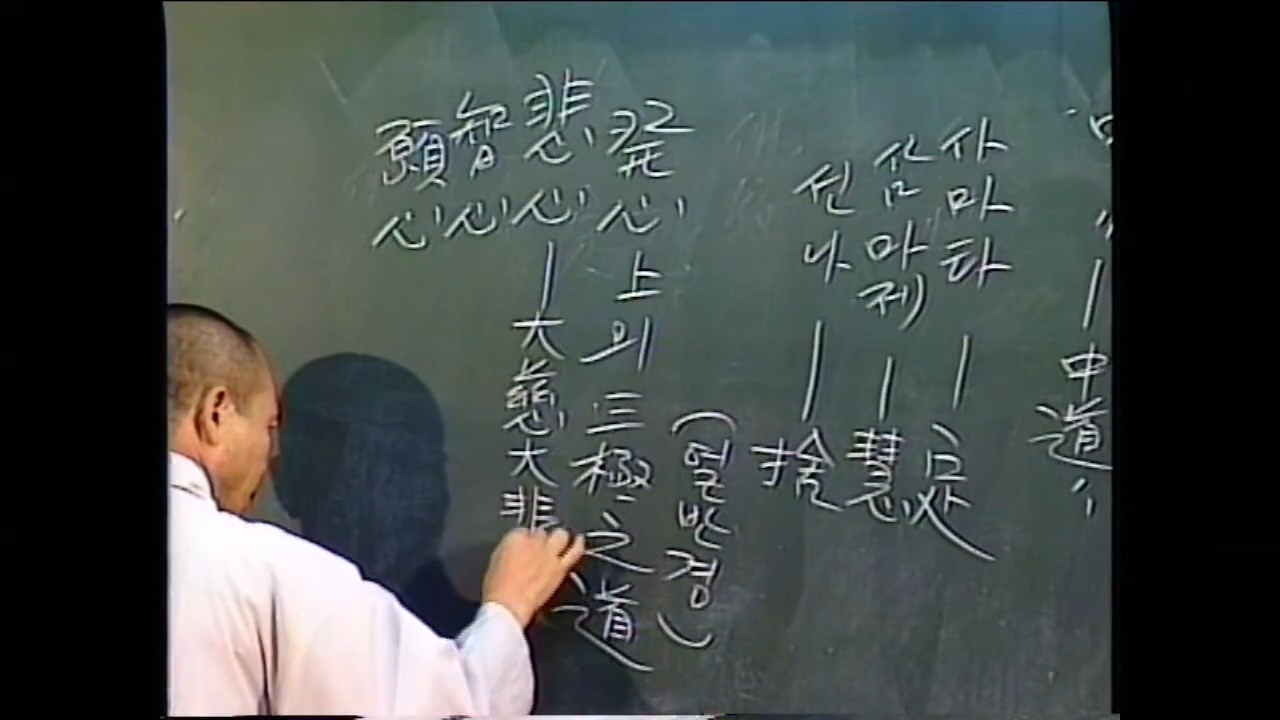 中道
사마타 | 定
삼마제 | 慧
선나 | 捨
(열반경)
発心 上의 三極之道
悲心 | 大慈大悲
智心
願心